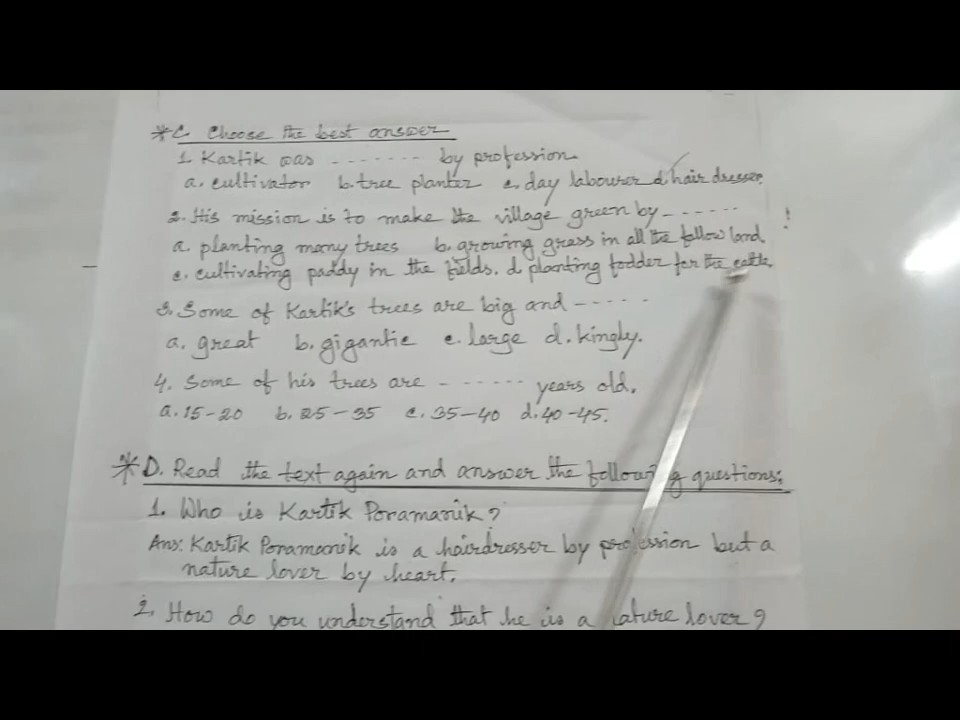 *C. Choose the best answer
1. Kartik was ------- by profession.
a. cultivator b. tree planter c. day labourer d. hair dresser.
2. His mission is to make the village green by ------
a. planting many trees b. growing grass in all the fallow land
c. cultivating paddy in the fields. d. planting fodder for the cattle.
3. Some of Kartik's trees are big and -----
a. great b. gigantic c. large d. kingly.
4. Some of his trees are ------ years old.
a. 15-20 b. 25-35 c. 35-40 d. 40-45.
*D. Read the text again and answer the following questions:
1. Who is Kartik Poramanik?
Ans: Kartik Poramanik is a hairdresser by profession but a
nature lover by heart.
2. How do you understand that he is a nature lover?